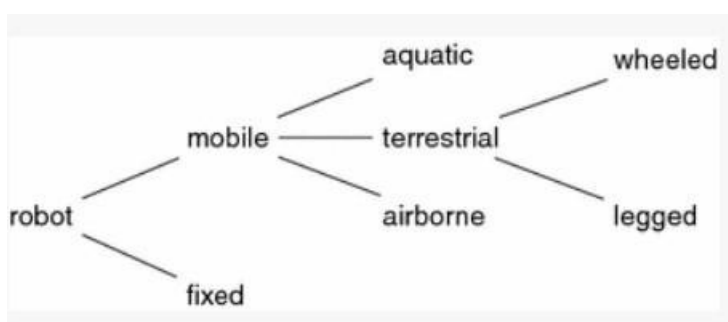 aquatic
wheeled
mobile
terrestrial
robot
airborne
legged
fixed